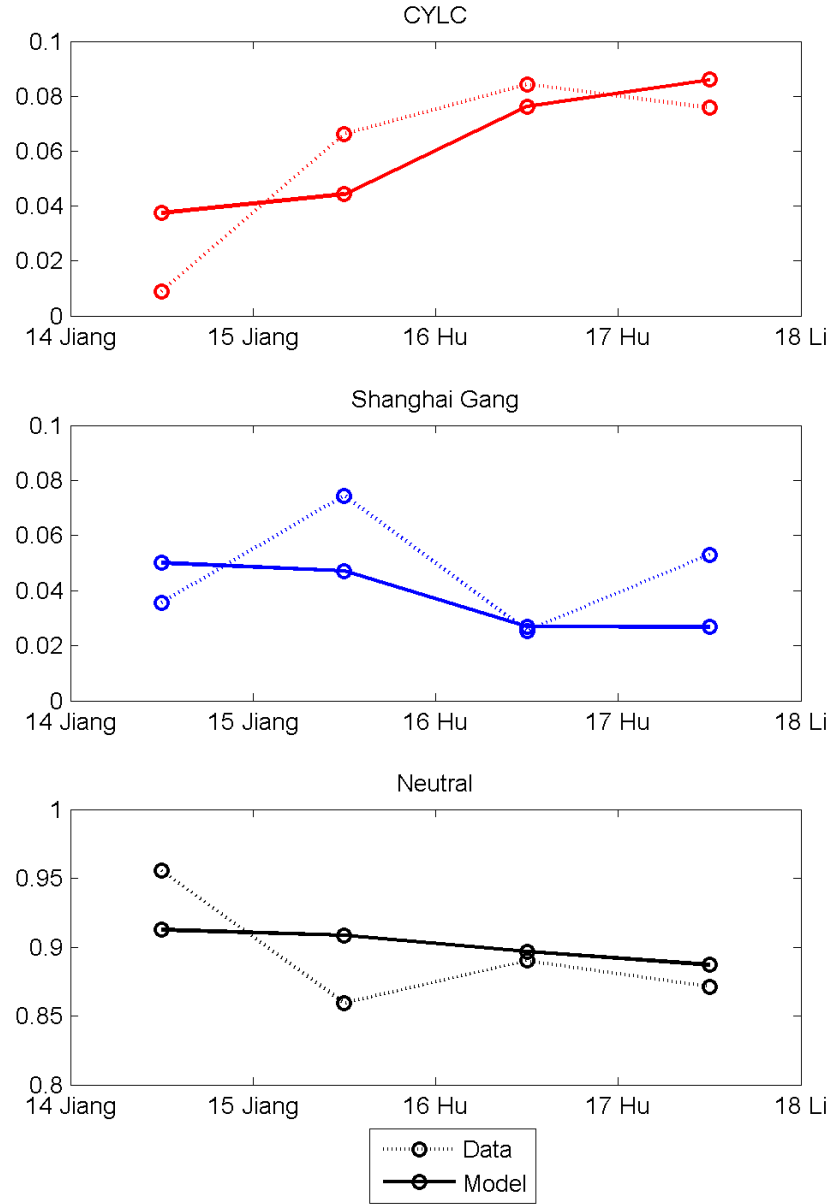 CYLC
0.1
0.08
0.06
0.04
0.02
0
14 Jiang 15 Jiang 16 Hu 17 Hu 18 Li
Shanghai Gang
0.1
0.08
0.06
0.04
0.02
0
14 Jiang 15 Jiang 16 Hu 17 Hu 18 Li
Neutral
1
0.95
0.9
0.85
0.8
14 Jiang 15 Jiang 16 Hu 17 Hu 18 Li
Data
Model